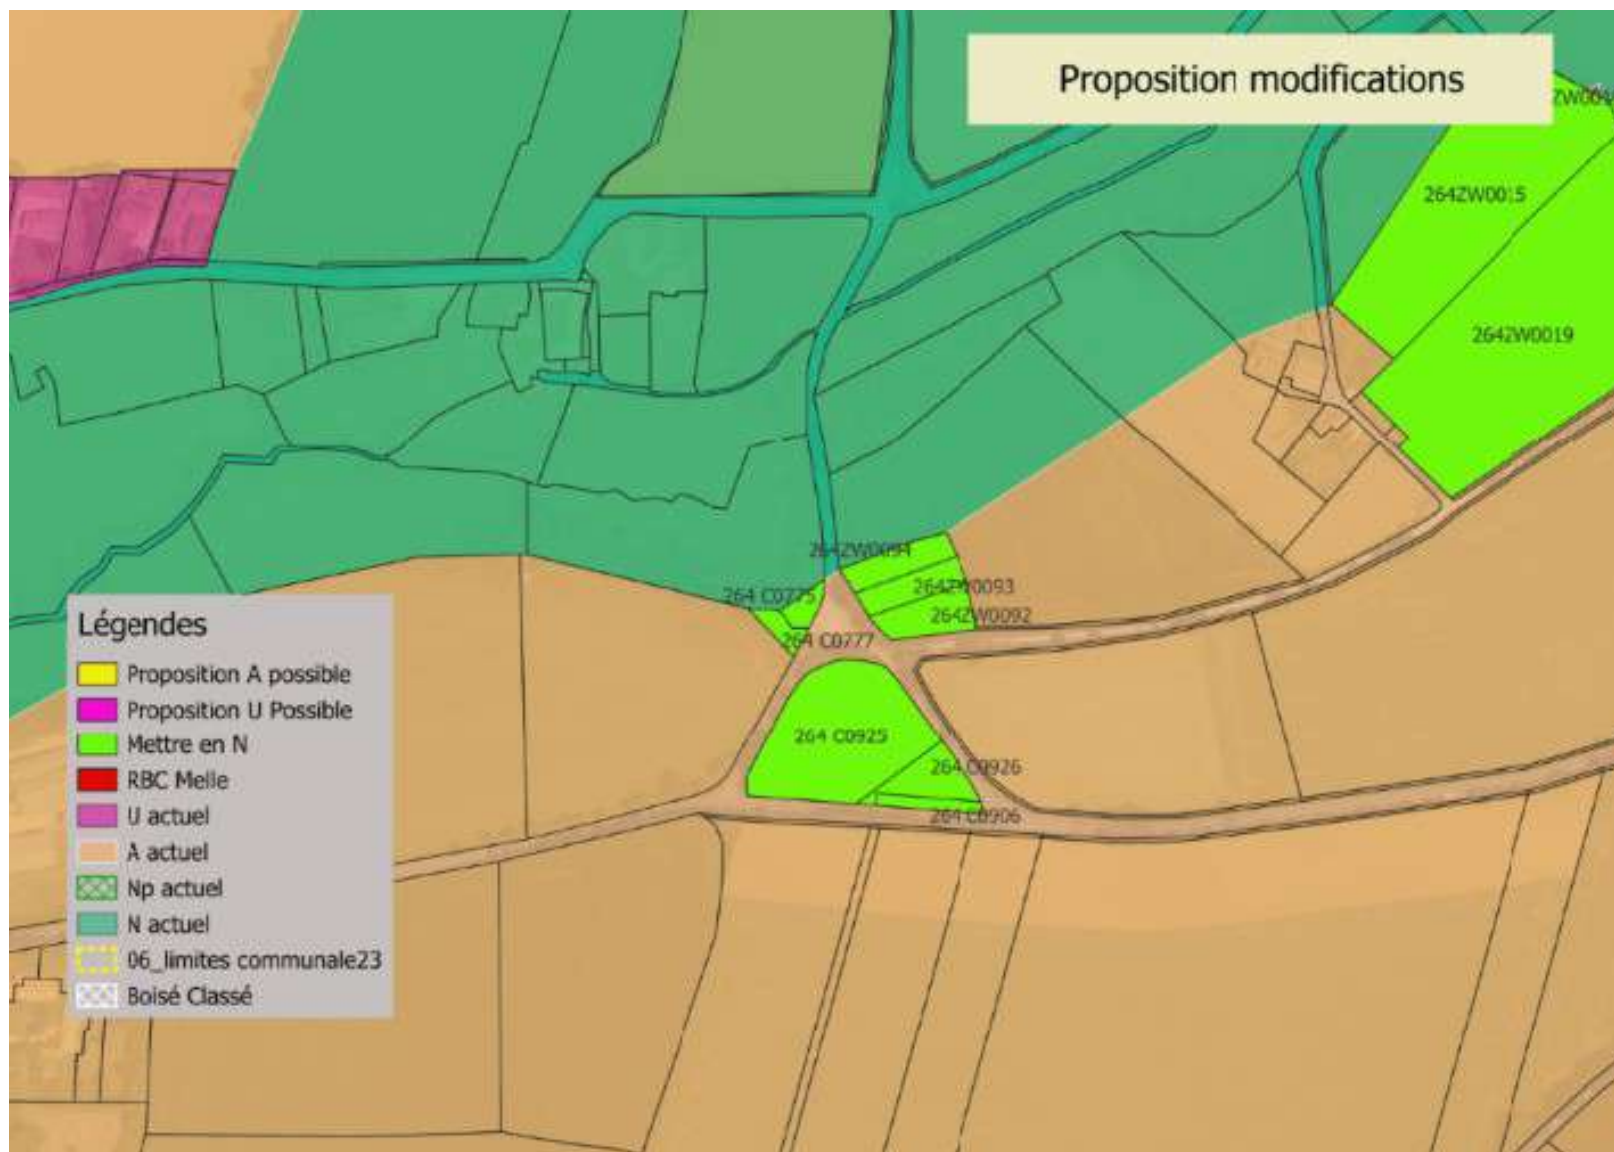 Proposition modifications
264ZW0015
264ZW0019
264ZW0094
264ZW0093
264ZW0092
264 C0775
264 C0777
264 C0925
264 C0926
264 C0906
Légendes
Proposition A possible
Proposition U Possible
Mettre en N
RBC Melle
U actuel
A actuel
Np actuel
N actuel
06_limites communale23
Boisé Classé